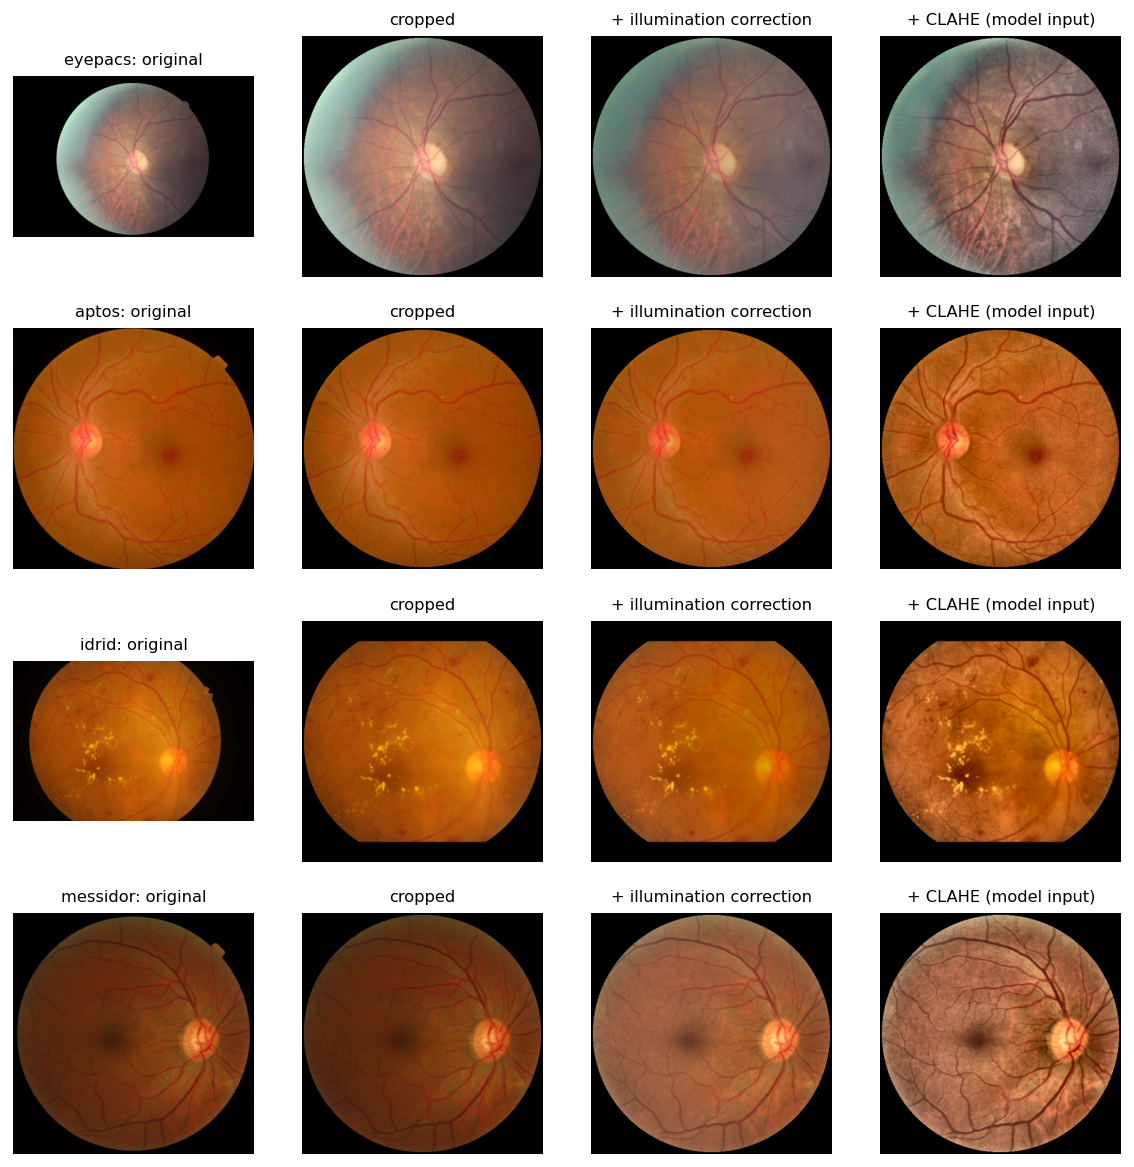 cropped + illumination correction + CLAHE (model input)
eyepacs: original
aptos: original cropped + illumination correction + CLAHE (model input)
cropped + illumination correction + CLAHE (model input)
idrid: original
messidor: original cropped + illumination correction + CLAHE (model input)